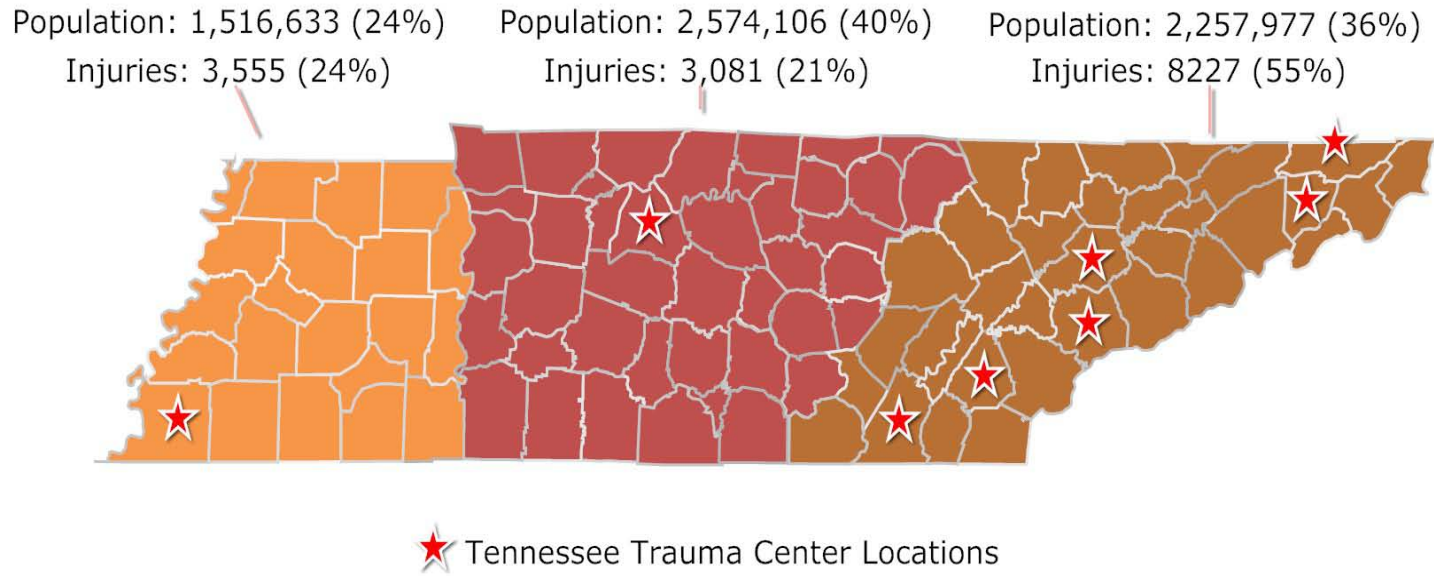 Population: 1,516,633 (24%)
Injuries: 3,555 (24%)
Population: 2,574,106 (40%)
Injuries: 3,081 (21%)
Population: 2,257,977 (36%)
Injuries: 8227 (55%)
Tennessee Trauma Center Locations